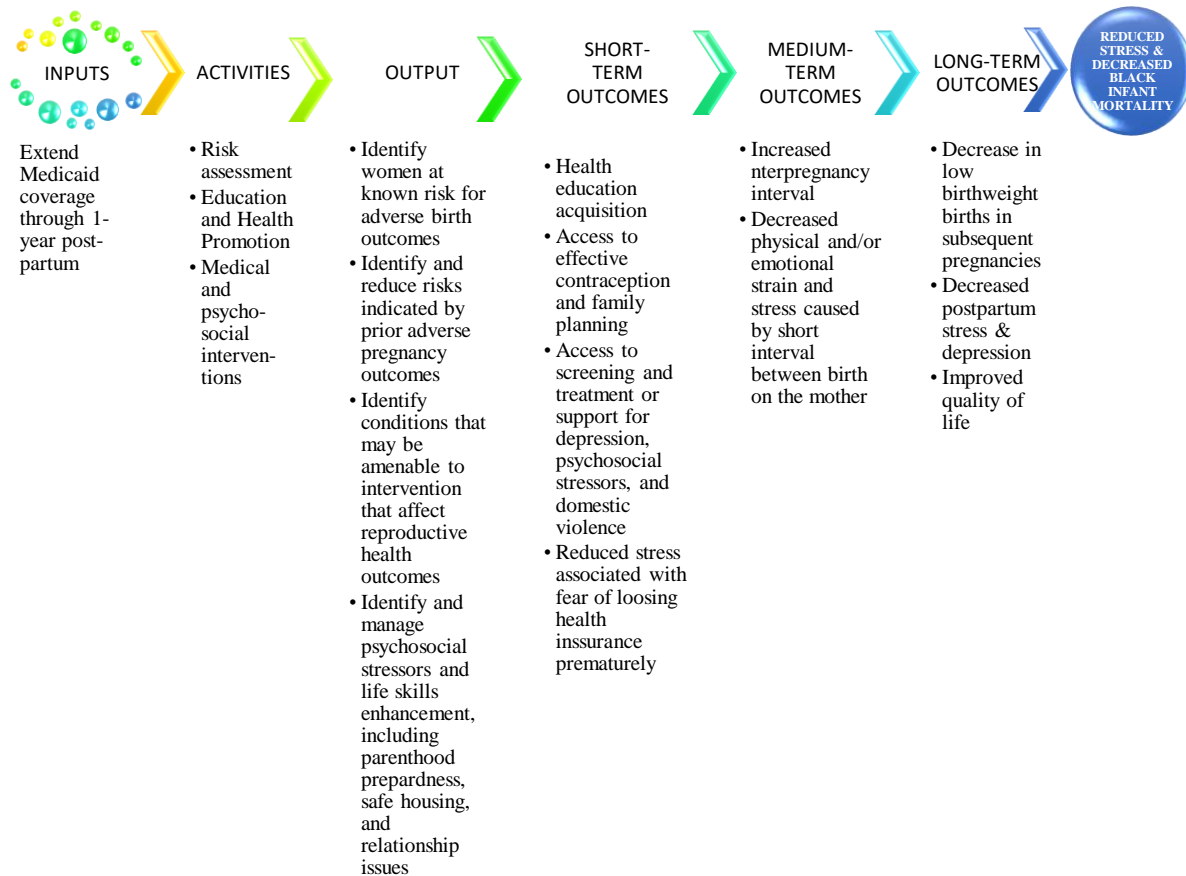 INPUTS
Extend
Medicaid
coverage
through 1-
year post-
partum
ACTIVITIES
• Risk
assessment
• Education
and Health
Promotion
• Medical
and
psycho-
social
interven-
tions
OUTPUT
• Identify
women at
known risk for
adverse birth
outcomes
• Identify and
reduce risks
indicated by
prior adverse
pregnancy
outcomes
• Identify
conditions that
may be
amenable to
intervention
that affect
reproductive
health
outcomes
• Identify and
manage
psychosocial
stressors and
life skills
enhancement,
including
parenthood
prepardness,
safe housing,
and
relationship
issues
SHORT-
TERM
OUTCOMES
• Health
education
acquisition
• Access to
effective
contraception
and family
planning
• Access to
screening and
treatment or
support for
depression,
psychosocial
stressors, and
domestic
violence
• Reduced stress
associated with
fear of loosing
health
inssurance
prematurely
MEDIUM-
TERM
OUTCOMES
• Increased
nterpregnancy
interval
• Decreased
physical and/or
emotional
strain and
stress caused
by short
interval
between birth
on the mother
LONG-TERM
OUTCOMES
• Decrease in
low
birthweight
births in
subsequent
pregnancies
• Decreased
postpartum
stress &
depression
• Improved
quality of
life
REDUCED
STRESS &
DECREASED
BLACK
INFANT
MORTALITY